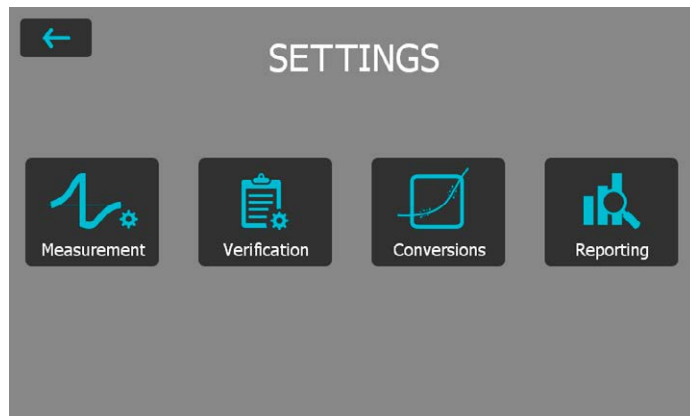 SETTINGS
Measurement
Verification
Conversions
Reporting